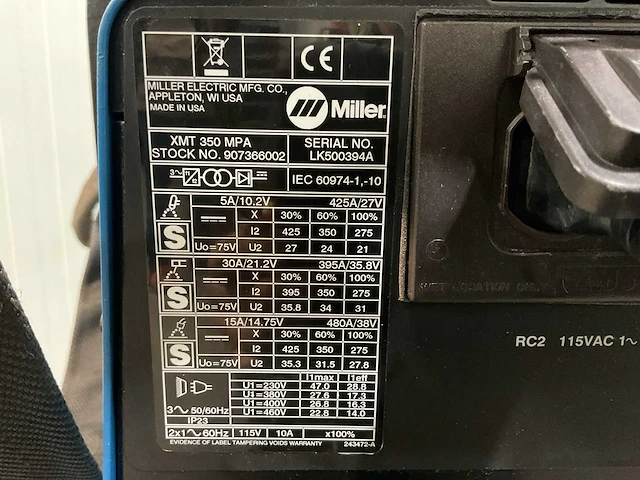 CE
MILLER ELECTRIC MFG. CO.,
APPLETON, WI USA
MADE IN USA
Miller
XMT 350 MPA
STOCK NO. 907366002
SERIAL NO.
LK500394A
3~ IEC 60974-1,-10
5A/10.2V 425A/27V
X 30% 60% 100%
S I2 425 350 275
Uo=75V U2 27 24 21
30A/21.2V 395A/35.8V
X 30% 60% 100%
S I2 395 350 275
Uo=75V U2 35.8 34 31
15A/14.75V 480A/38V
X 30% 60% 100%
S I2 425 350 275
Uo=75V U2 35.3 31.5 27.8
I1max I1eff
U1=230V 47.0 28.8
U1=380V 27.6 17.3
U1=400V 26.8 16.3
U1=460V 22.8 14.0
3~ 50/60Hz
IP23
2x1~60Hz 115V 10A x100%
EVIDENCE OF LABEL TAMPERING VOIDS WARRANTY 243472-A
WET LOCATION ONLY
RC2 115VAC 1~